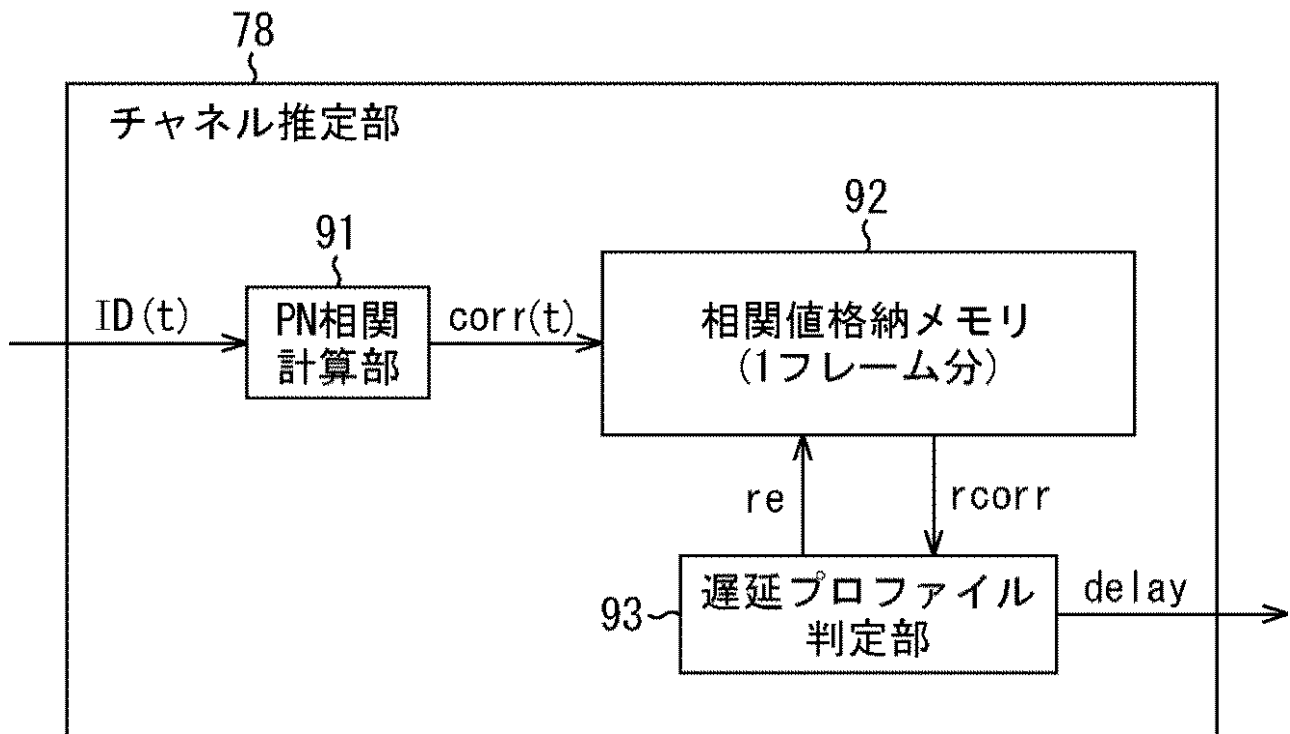 78
チャネル推定部
91
92
ID(t)
PN相関
計算部
corr(t)
相関値格納メモリ
(1フレーム分)
re
rcorr
93
遅延プロファイル
判定部
delay